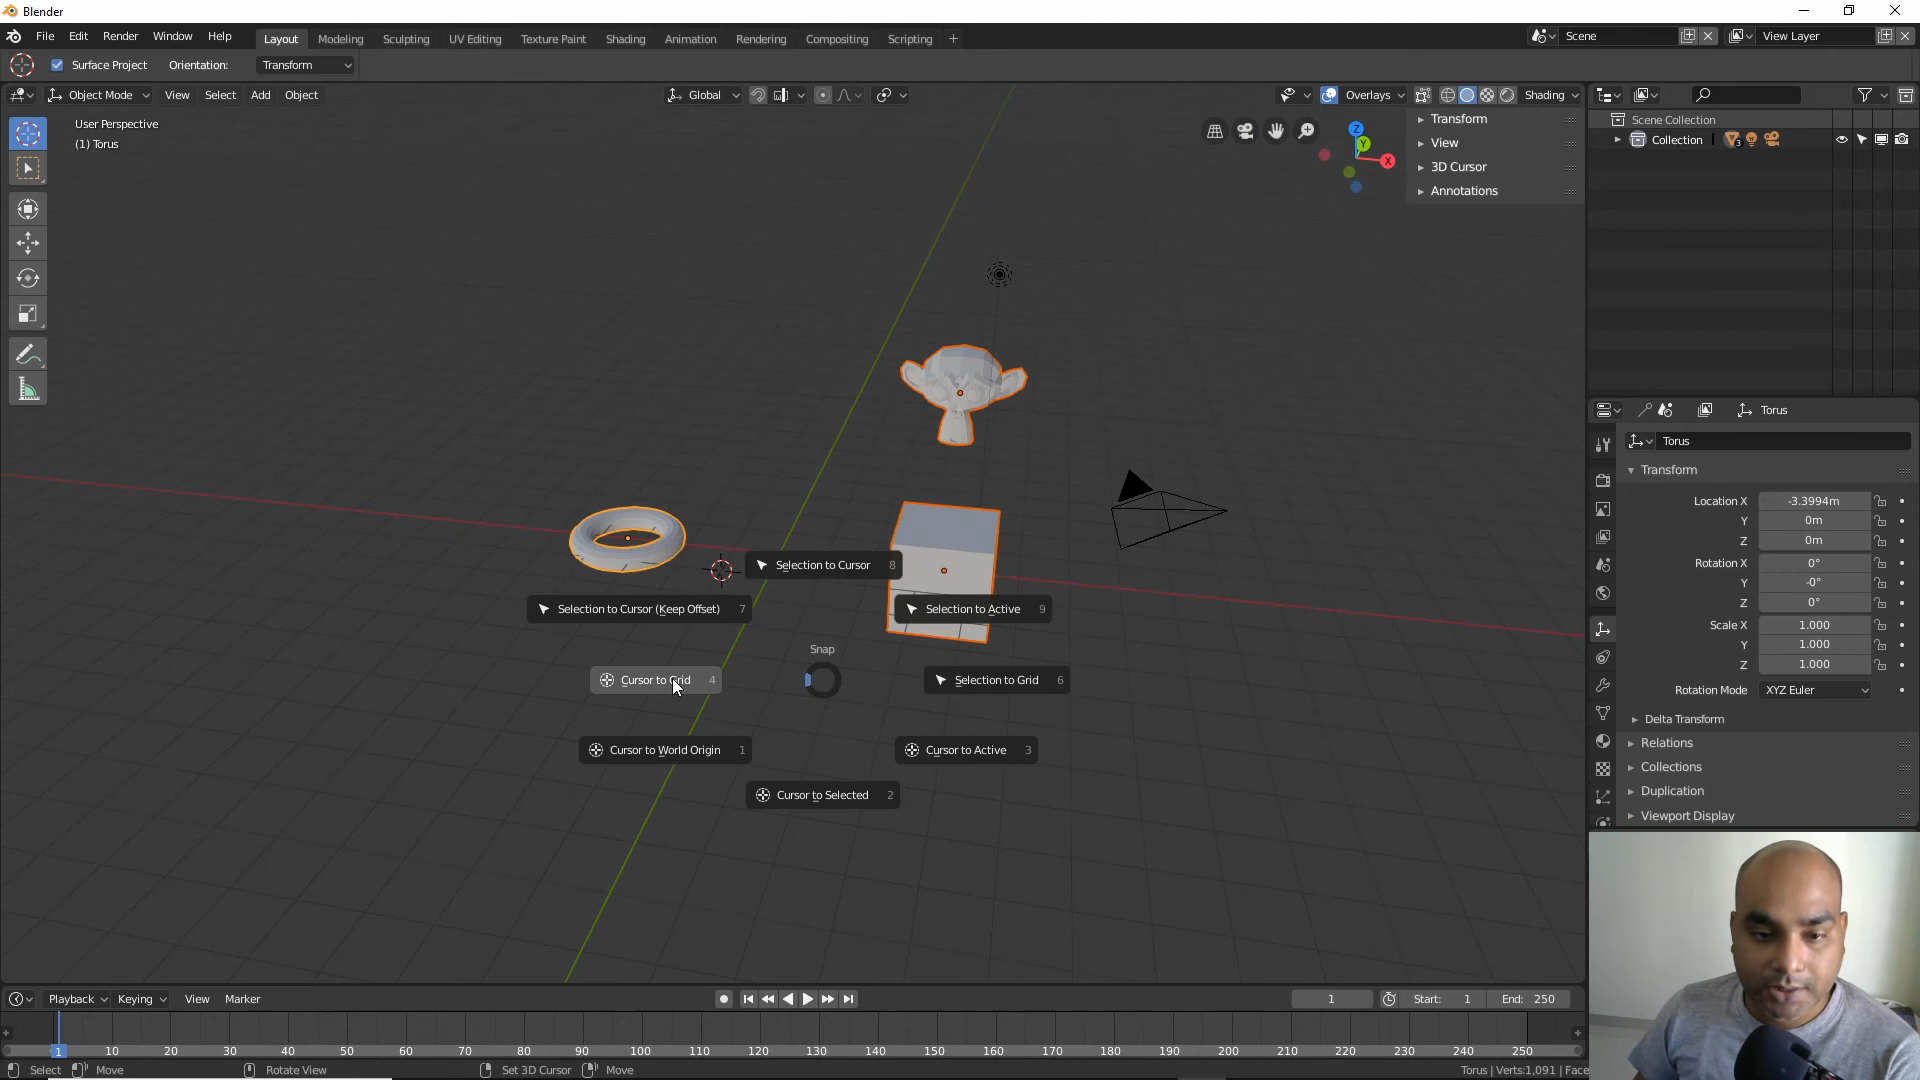 Blender
File Edit Render Window Help
Layout Modeling Sculpting UV Editing Texture Paint Shading Animation Rendering Compositing Scripting +
Scene
View Layer
Surface Project Orientation: Transform
Object Mode View Select Add Object
Global
Overlays
Shading
User Perspective
(1) Torus
Z
Y
X
Transform
View
3D Cursor
Annotations
Scene Collection
Collection
3
Selection to Cursor 8
Selection to Cursor (Keep Offset) 7
Selection to Active 9
Snap
Cursor to Grid 4
Selection to Grid 6
Cursor to World Origin 1
Cursor to Active 3
Cursor to Selected 2
Torus
Torus
Transform
Location X -3.3994m
Y 0m
Z 0m
Rotation X 0°
Y -0°
Z 0°
Scale X 1.000
Y 1.000
Z 1.000
Rotation Mode XYZ Euler
Delta Transform
Relations
Collections
Duplication
Viewport Display
Playback Keying View Marker
1
Start: 1 End: 250
1 10 20 30 40 50 60 70 80 90 100 110 120 130 140 150 160 170 180 190 200 210 220 230 240 250
Select Move Rotate View Set 3D Cursor Move Torus | Verts:1,091 | Face